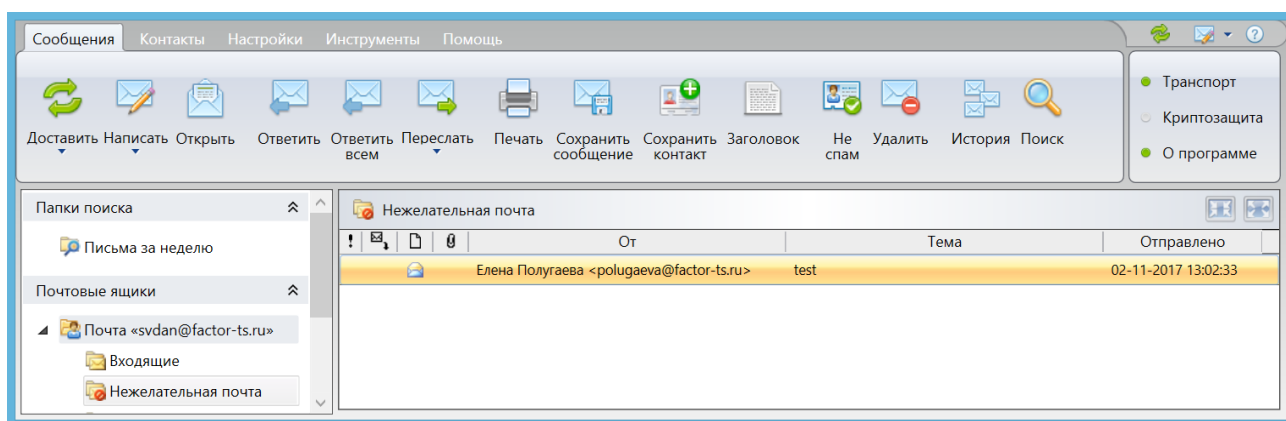 Сообщения Контакты Настройки Инструменты Помощь
Доставить Написать Открыть Ответить Ответить всем Переслать Печать Сохранить сообщение Сохранить контакт Заголовок Не спам Удалить История Поиск
Транспорт
Криптозащита
О программе
Папки поиска
Письма за неделю
Почтовые ящики
Почта «svdan@factor-ts.ru»
Входящие
Нежелательная почта
Нежелательная почта
От Тема Отправлено
Елена Полугаева <polugaeva@factor-ts.ru> test 02-11-2017 13:02:33